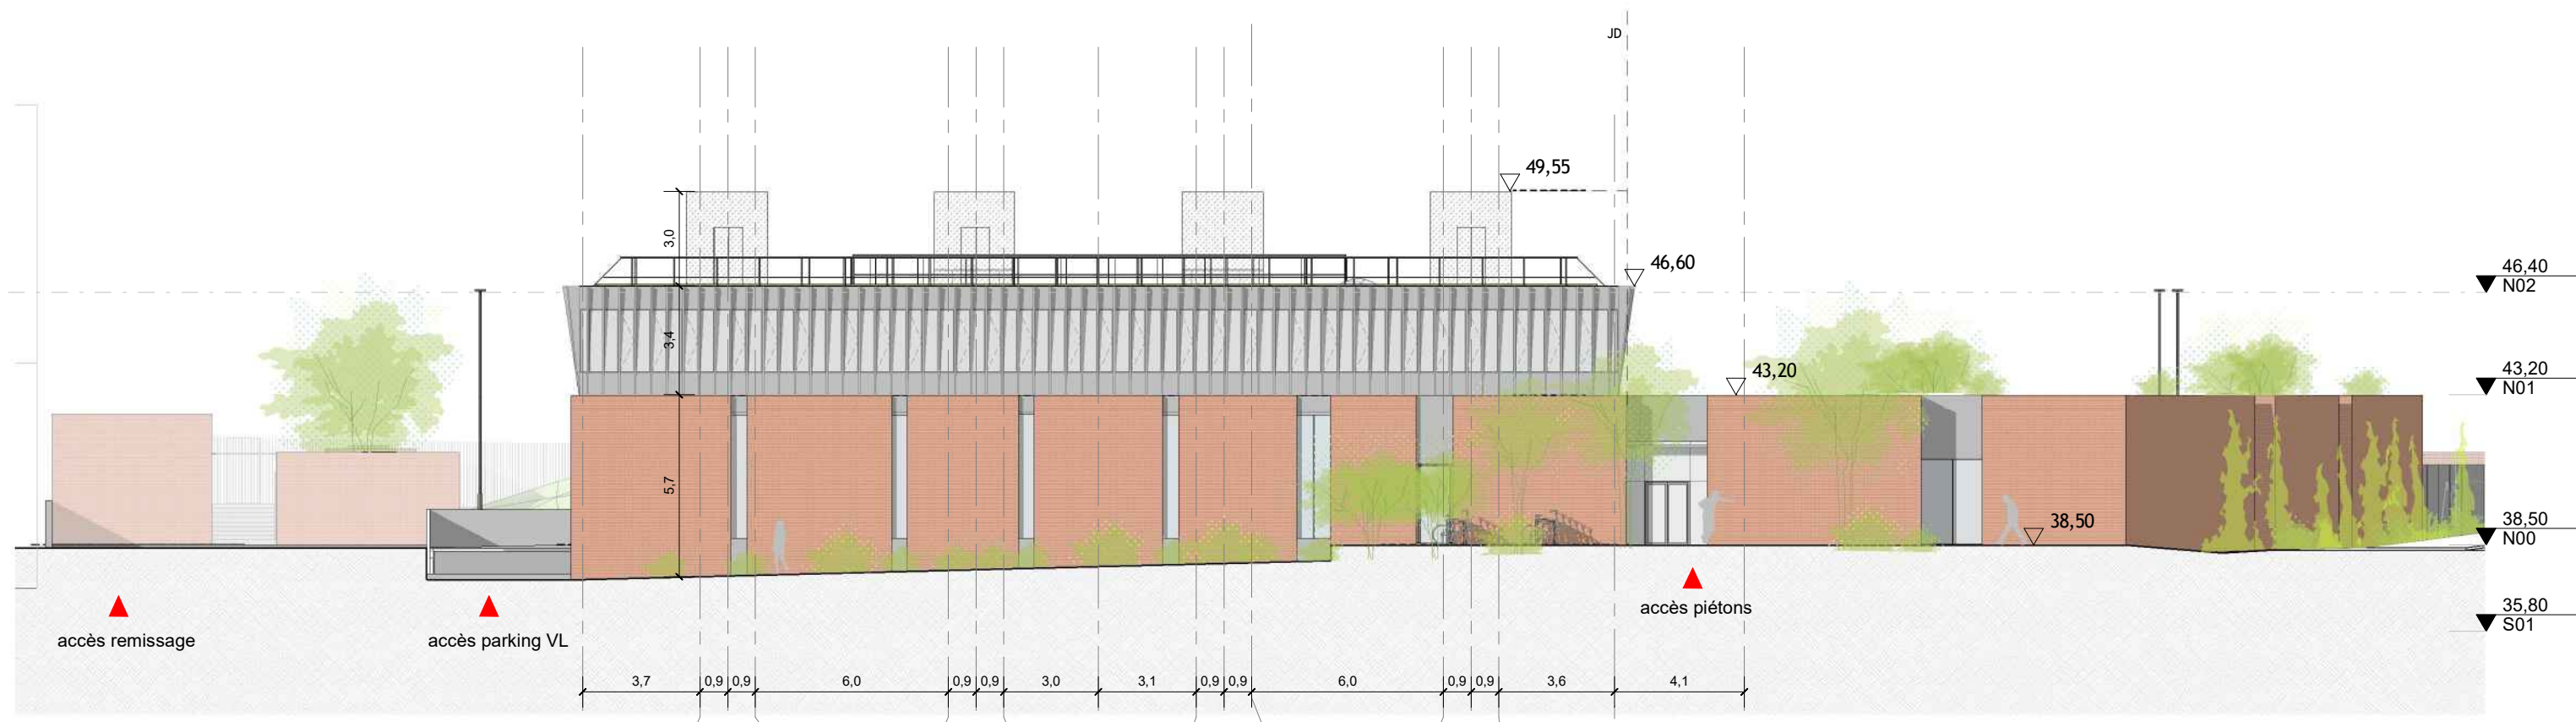 JD
49,55
3,0
46,60
46,40
N02
3,4
43,20
43,20
N01
5,7
38,50
38,50
N00
accès piétons
35,80
S01
accès remissage
accès parking VL
3,7 0,9 0,9 6,0 0,9 0,9 3,0 3,1 0,9 0,9 6,0 0,9 0,9 3,6 4,1